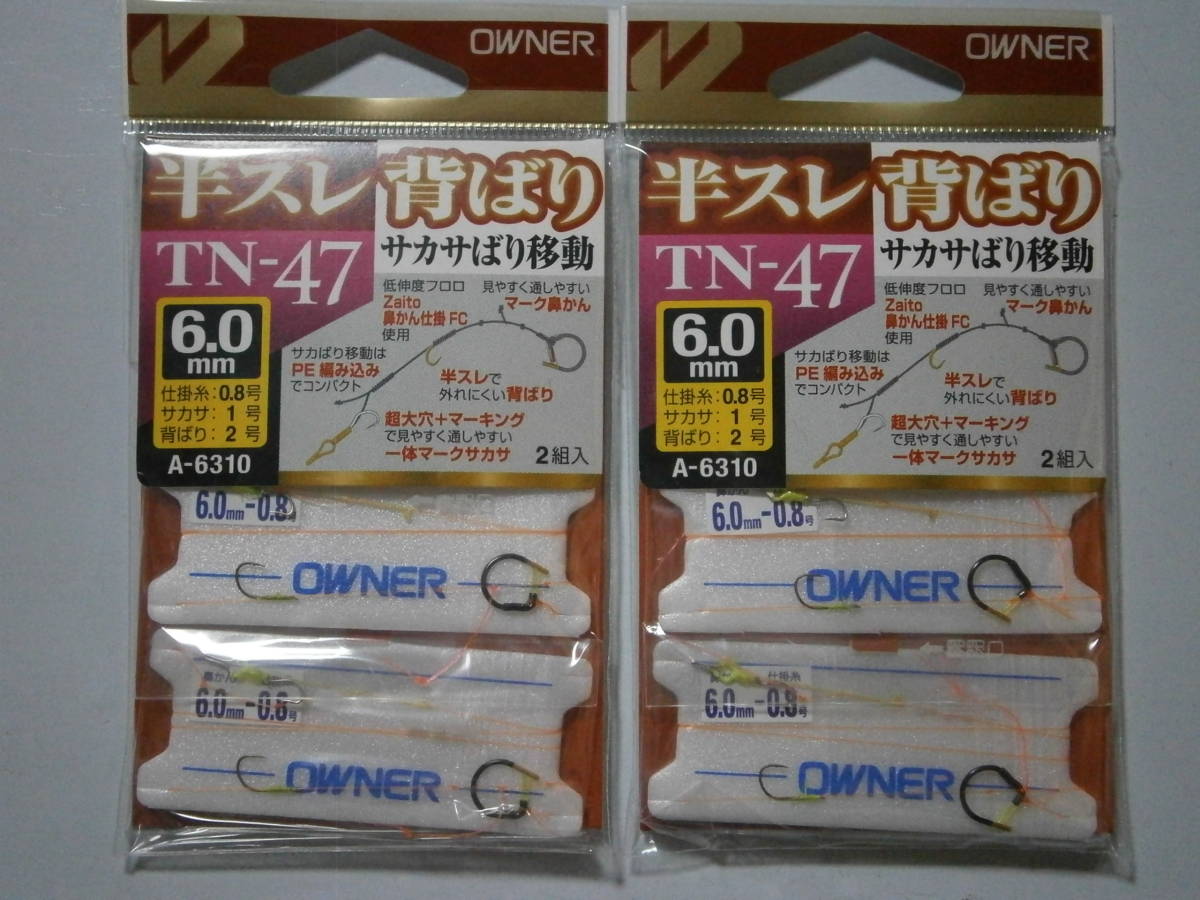 OWNER
半スレ 背ばり
TN-47
サカサばり移動
6.0
mm
仕掛糸:0.8号
サカサ:1号
背ばり:2号
A-6310
低伸度フロロ
Zaito
鼻かん仕掛FC
使用
見やすく通しやすい
マーク鼻かん
サカばり移動は
PE編み込み
でコンパクト
半スレで
外れにくい背ばり
超大穴+マーキング
で見やすく通しやすい
一体マークサカサ
2組入
6.0mm-0.8号
OWNER
鼻かん
6.0mm-0.8号
OWNER
OWNER
半スレ 背ばり
TN-47
サカサばり移動
6.0
mm
仕掛糸:0.8号
サカサ:1号
背ばり:2号
A-6310
低伸度フロロ
Zaito
鼻かん仕掛FC
使用
見やすく通しやすい
マーク鼻かん
サカばり移動は
PE編み込み
でコンパクト
半スレで
外れにくい背ばり
超大穴+マーキング
で見やすく通しやすい
一体マークサカサ
2組入
鼻かん
6.0mm-0.8号
OWNER
仕掛糸
6.0mm-0.8号
OWNER